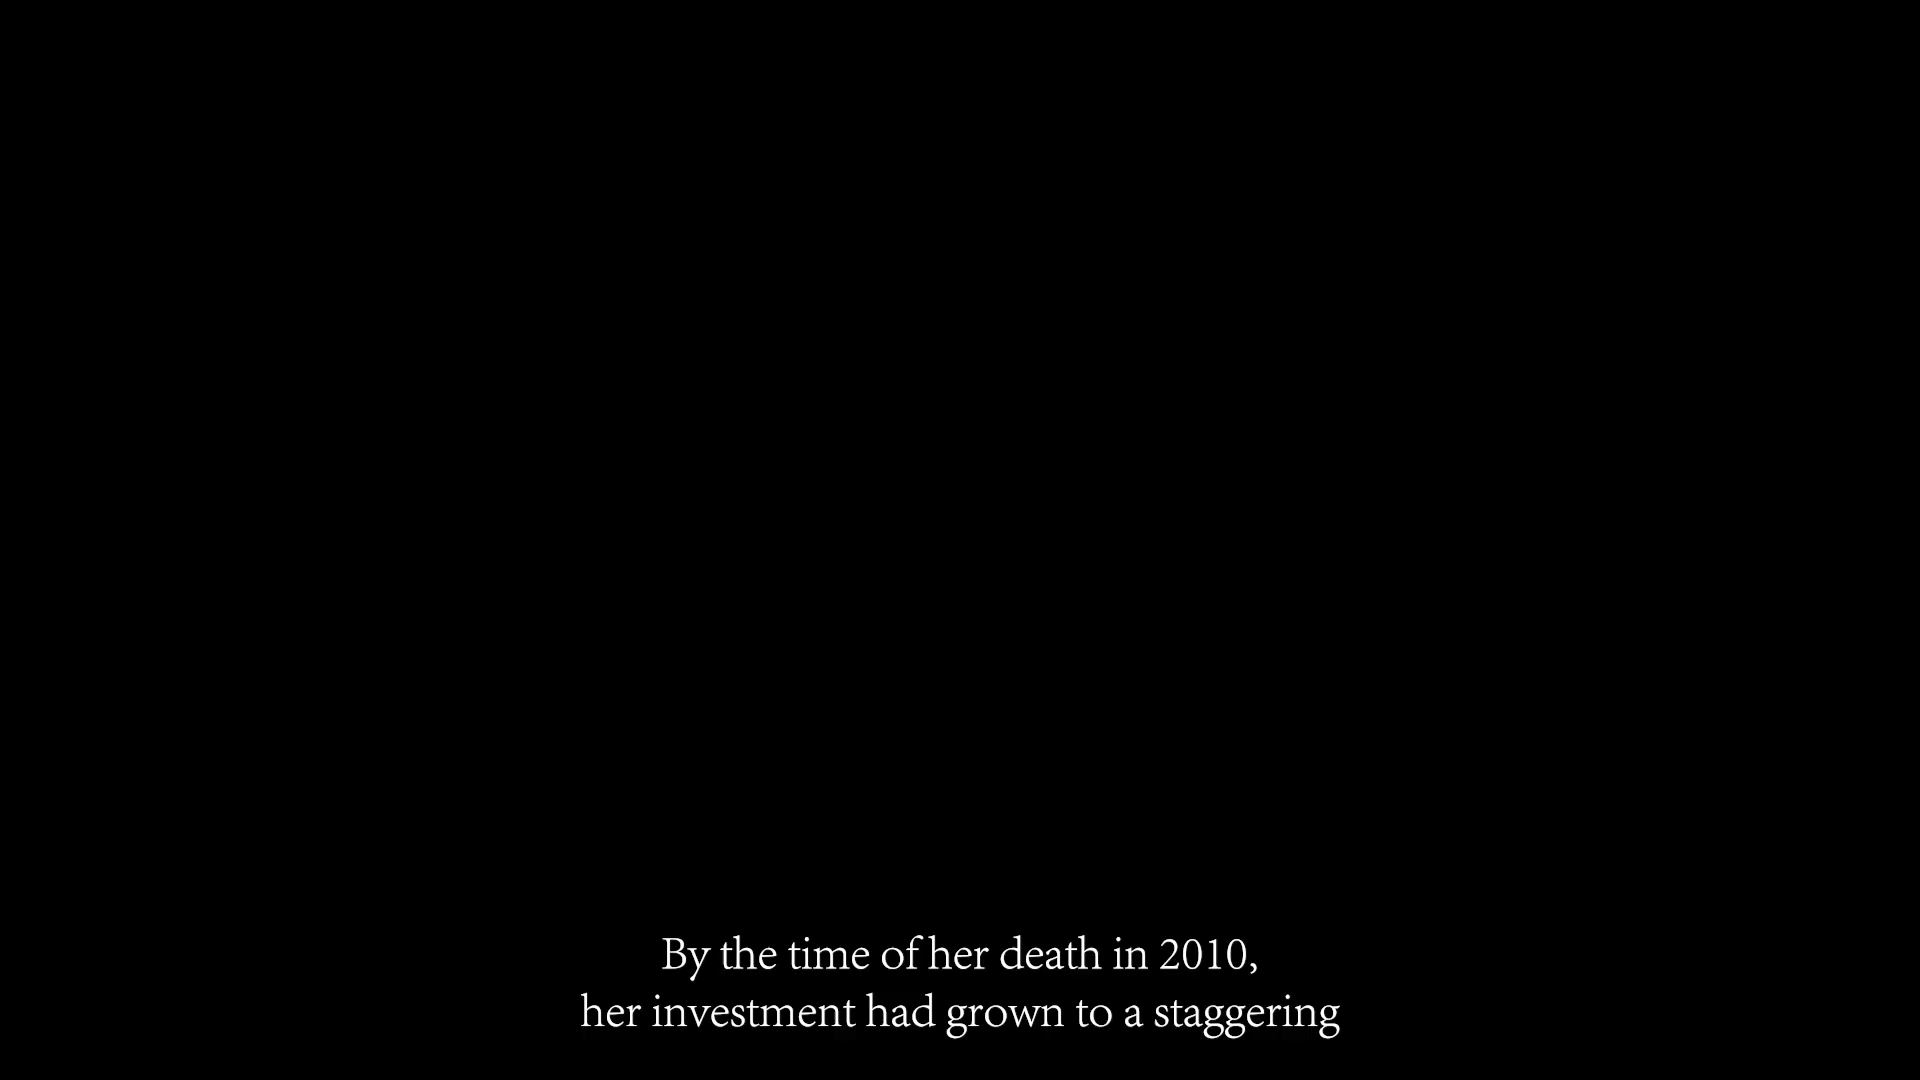 By the time of her death in 2010,
her investment had grown to a staggering